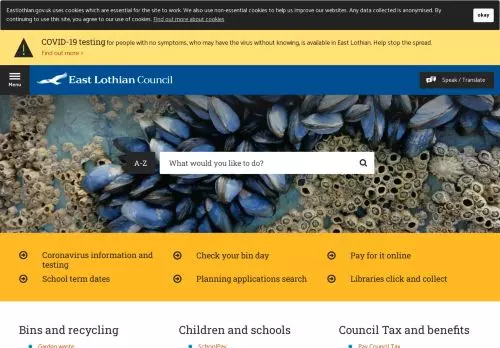 Eastlothian.gov.uk uses cookies which are essential for the site to work. We also use non-essential cookies to help us improve our websites. Any data collected is anonymised. By
continuing to use this site, you agree to our use of cookies. Find out more about cookies
okay
COVID-19 testing for people with no symptoms, who may have the virus without knowing, is available in East Lothian. Help stop the spread.
Find out more ›
Menu
East Lothian Council
Speak / Translate
A-Z
What would you like to do?
Coronavirus information and testing
Check your bin day
Pay for it online
School term dates
Planning applications search
Libraries click and collect
Bins and recycling
Children and schools
Council Tax and benefits
Garden waste
SchoolPay
Pay Council Tax